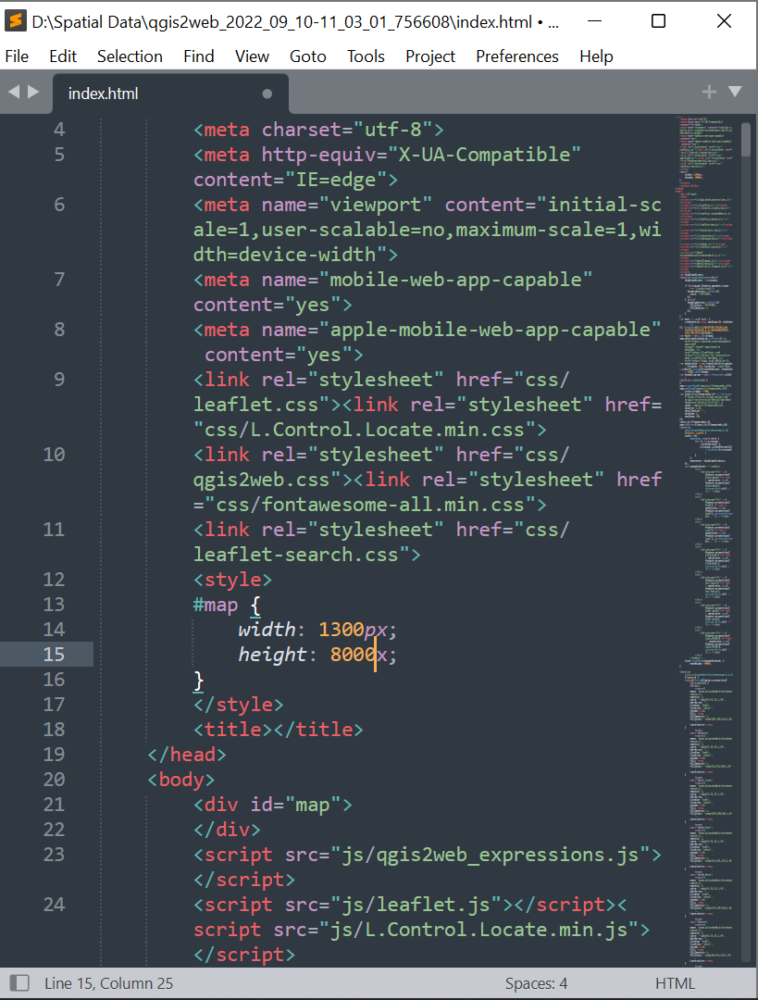 D:\Spatial Data\qgis2web_2022_09_10-11_03_01_756608\index.html • ...
File Edit Selection Find View Goto Tools Project Preferences Help
index.html
4 <meta charset="utf-8">
5 <meta http-equiv="X-UA-Compatible"
content="IE=edge">
6 <meta name="viewport" content="initial-sc
ale=1,user-scalable=no,maximum-scale=1,wi
dth=device-width">
7 <meta name="mobile-web-app-capable"
content="yes">
8 <meta name="apple-mobile-web-app-capable"
content="yes">
9 <link rel="stylesheet" href="css/
leaflet.css"><link rel="stylesheet" href=
"css/L.Control.Locate.min.css">
10 <link rel="stylesheet" href="css/
qgis2web.css"><link rel="stylesheet" href
="css/fontawesome-all.min.css">
11 <link rel="stylesheet" href="css/
leaflet-search.css">
12 <style>
13 #map {
14 width: 1300px;
15 height: 8000x;
16 }
17 </style>
18 <title></title>
19 </head>
20 <body>
21 <div id="map">
22 </div>
23 <script src="js/qgis2web_expressions.js">
</script>
24 <script src="js/leaflet.js"></script><
script src="js/L.Control.Locate.min.js">
</script>
Line 15, Column 25 Spaces: 4 HTML